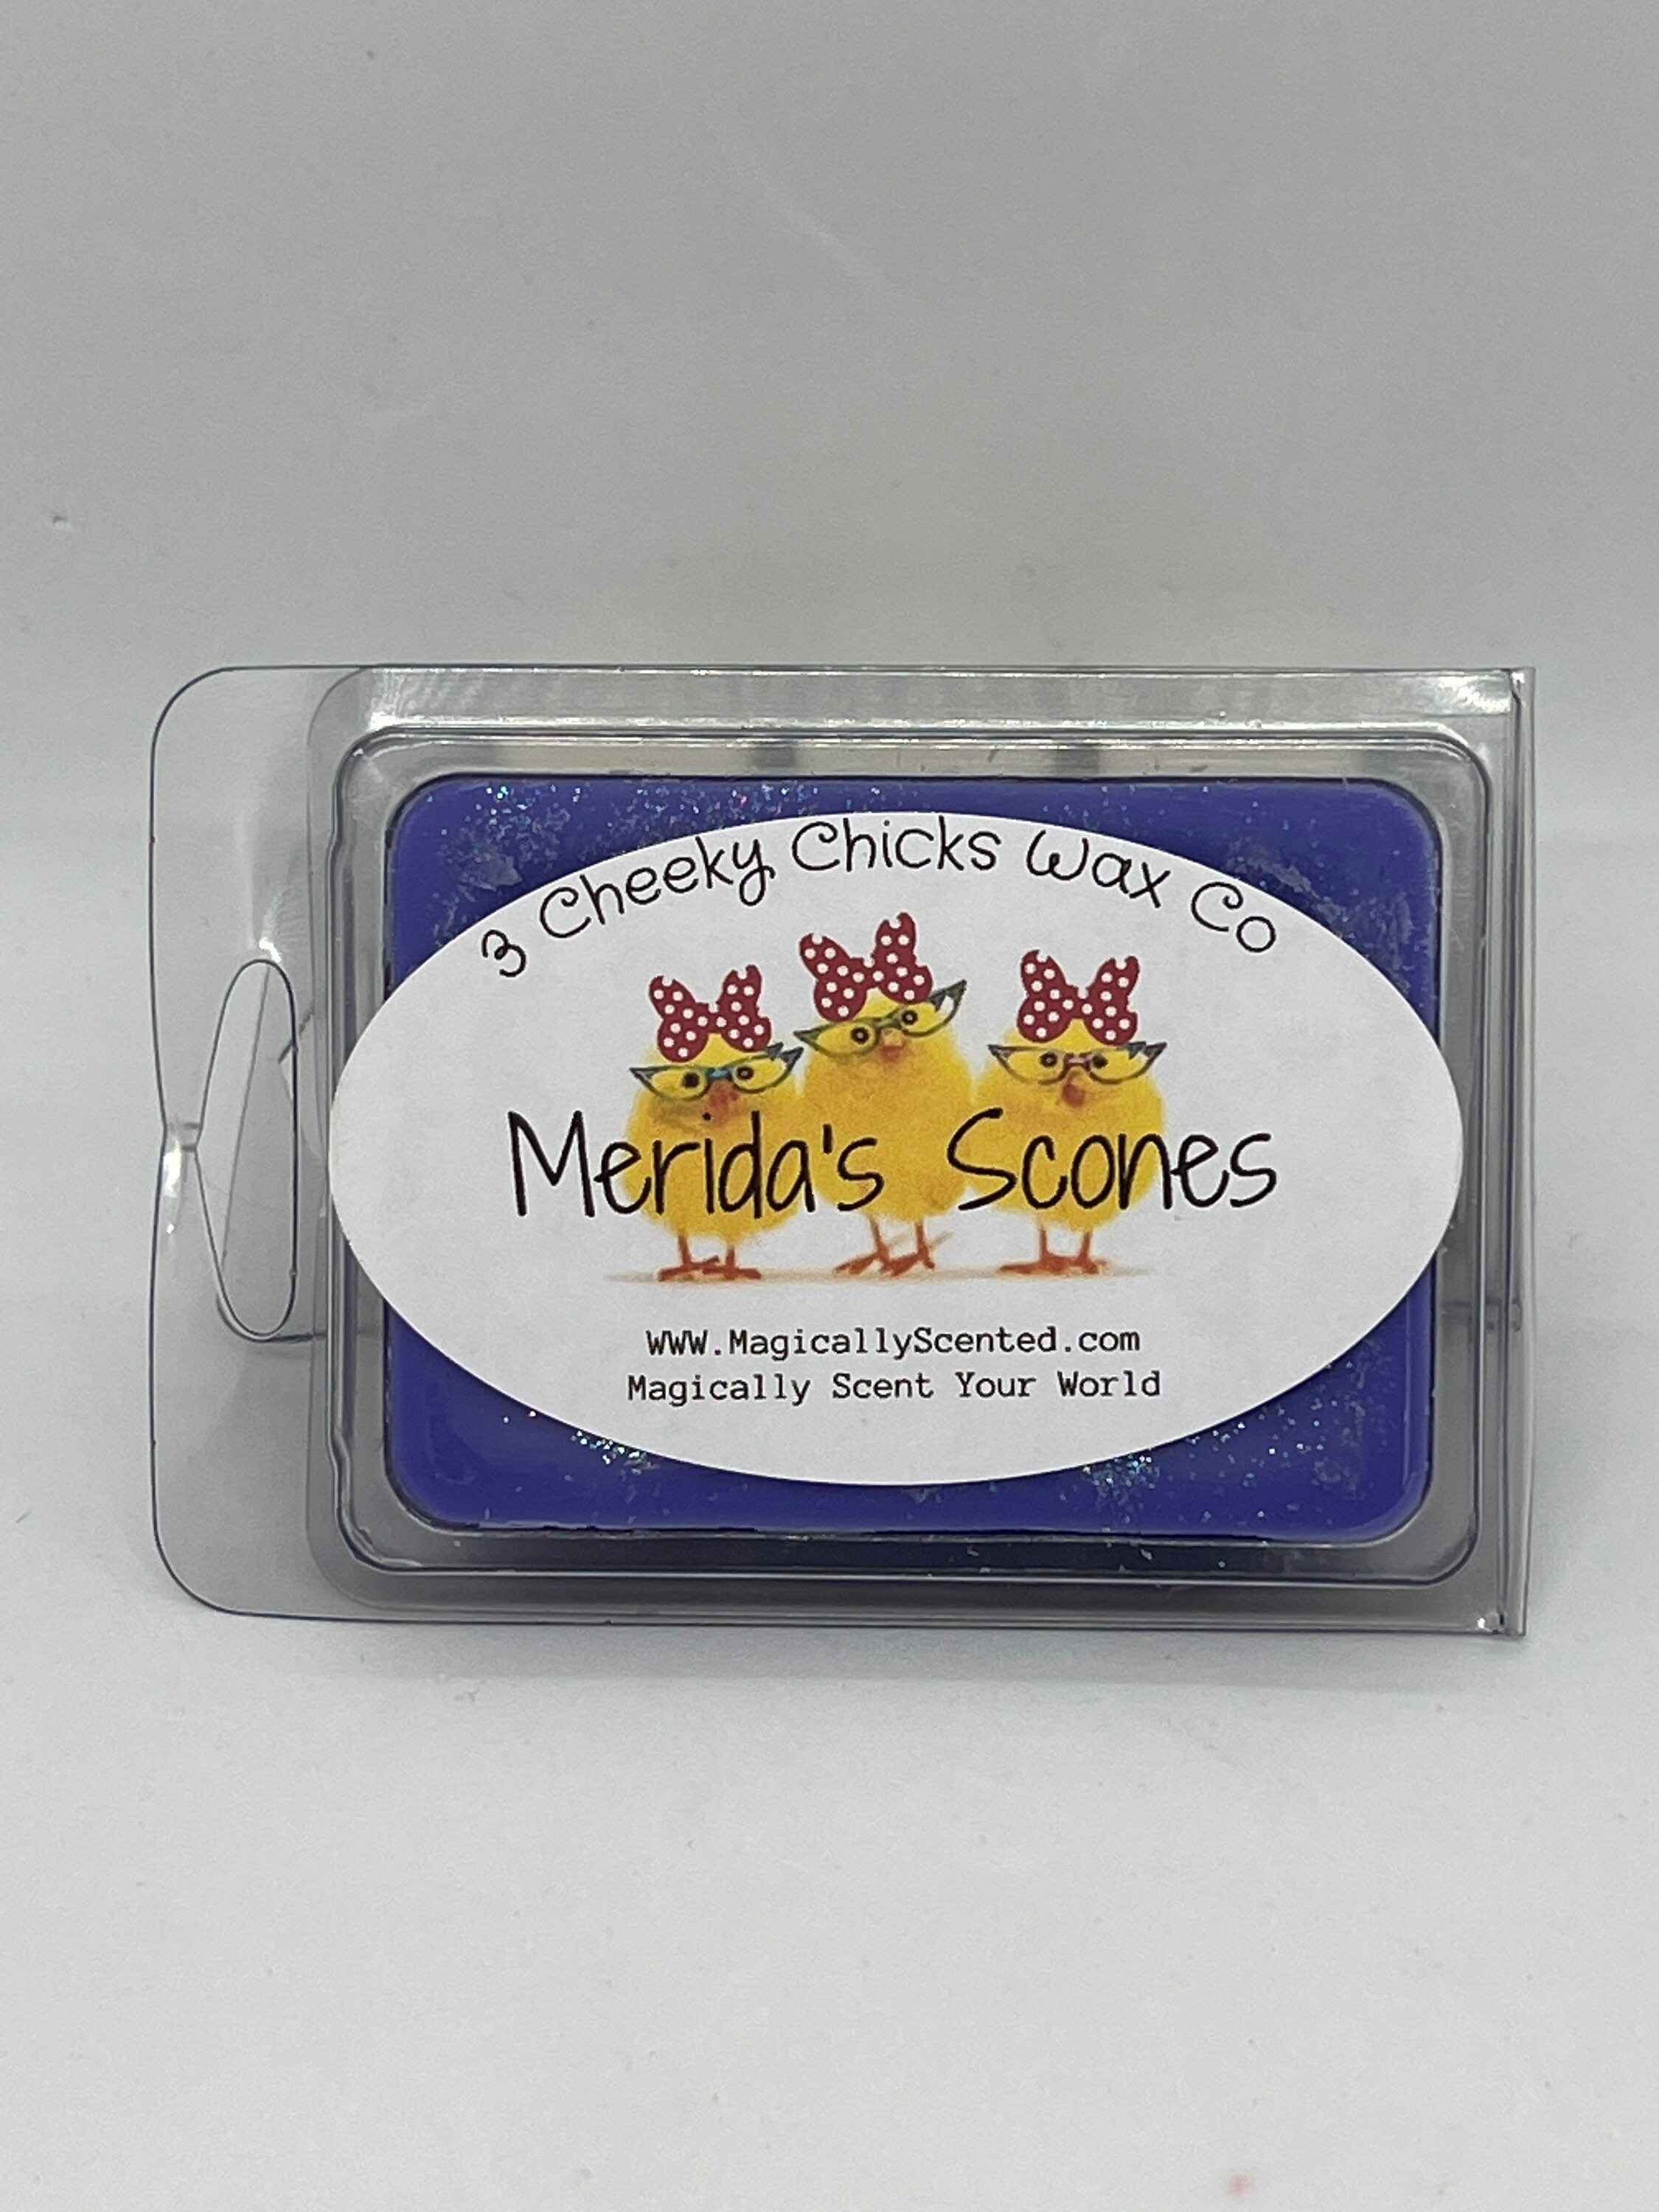 3 Cheeky Chicks Wax Co
Merida's Scones
WWW.MagicallyScented.com
Magically Scent Your World